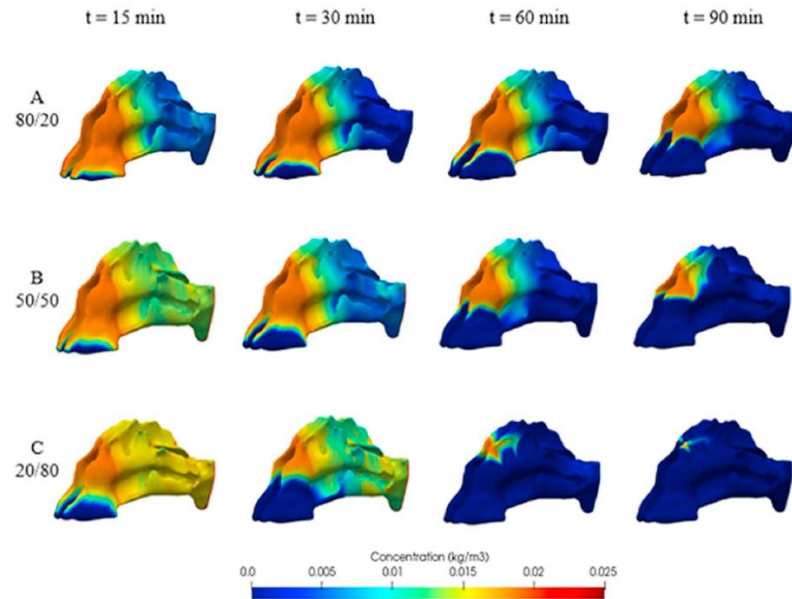 t = 15 min t = 30 min t = 60 min t = 90 min
A
80/20
B
50/50
C
20/80
Concentration (kg/m3)
0.0 0.005 0.01 0.015 0.02 0.025